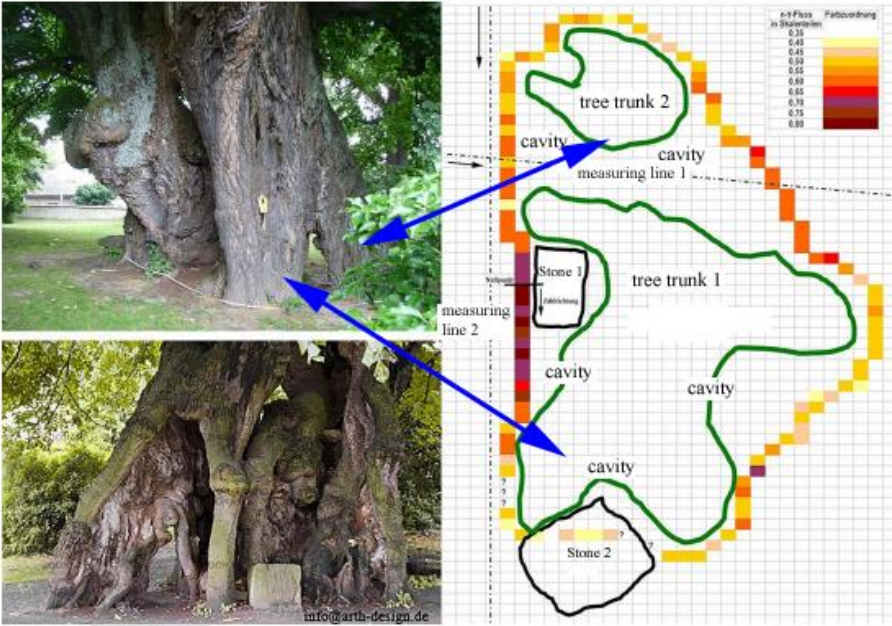 info@arth-design.de
n-γ-Fluss
in Skalenteilen
Farbzuordnung
0,35
0,40
0,45
0,50
0,55
0,60
0,65
0,70
0,75
0,80
tree trunk 2
cavity
cavity
measuring line 1
Stone 1
Zählrichtung
tree trunk 1
measuring
line 2
cavity
cavity
cavity
?
?
?
?
?
Stone 2